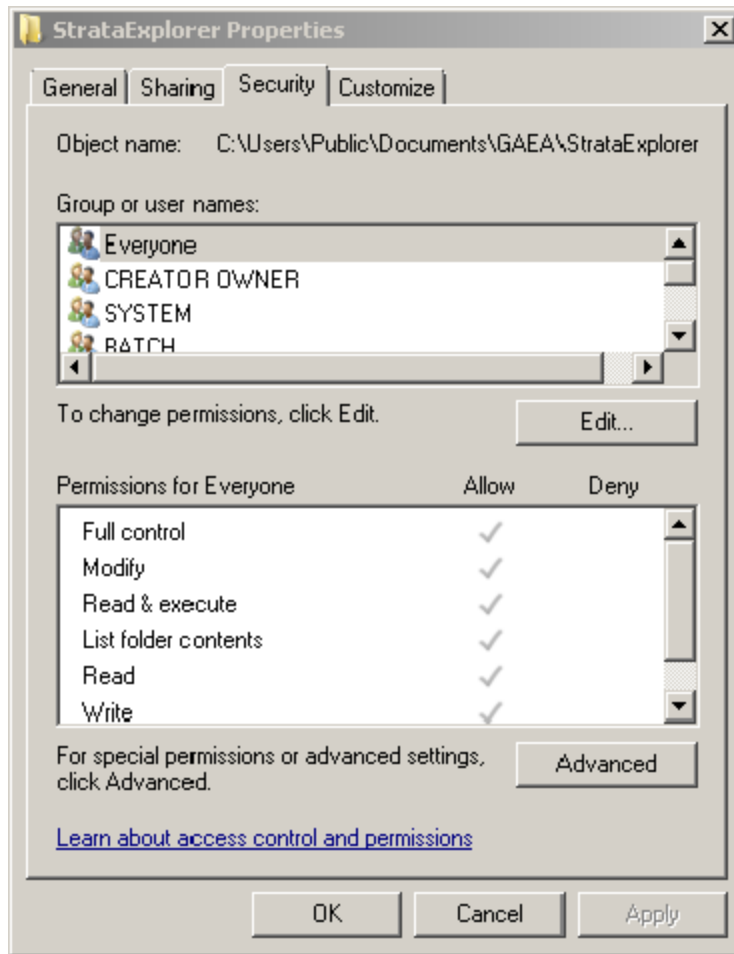 StrataExplorer Properties
General Sharing Security Customize
Object name: C:\Users\Public\Documents\GAEA\StrataExplorer
Group or user names:
Everyone
CREATOR OWNER
SYSTEM
BATCH
To change permissions, click Edit.
Edit...
Permissions for Everyone Allow Deny
Full control
Modify
Read & execute
List folder contents
Read
Write
For special permissions or advanced settings,
click Advanced.
Advanced
Learn about access control and permissions
OK Cancel Apply